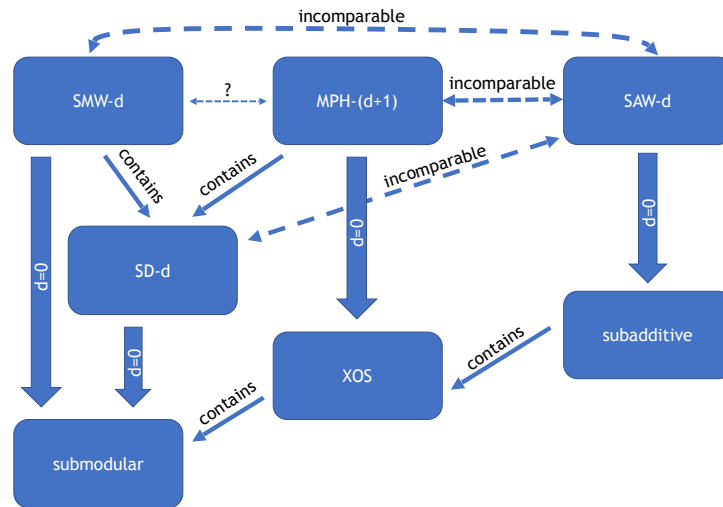 incomparable
SMW-d
?
MPH-(d+1)
incomparable
SAW-d
contains
contains
incomparable
d=0
SD-d
d=0
d=0
d=0
XOS
subadditive
contains
contains
submodular